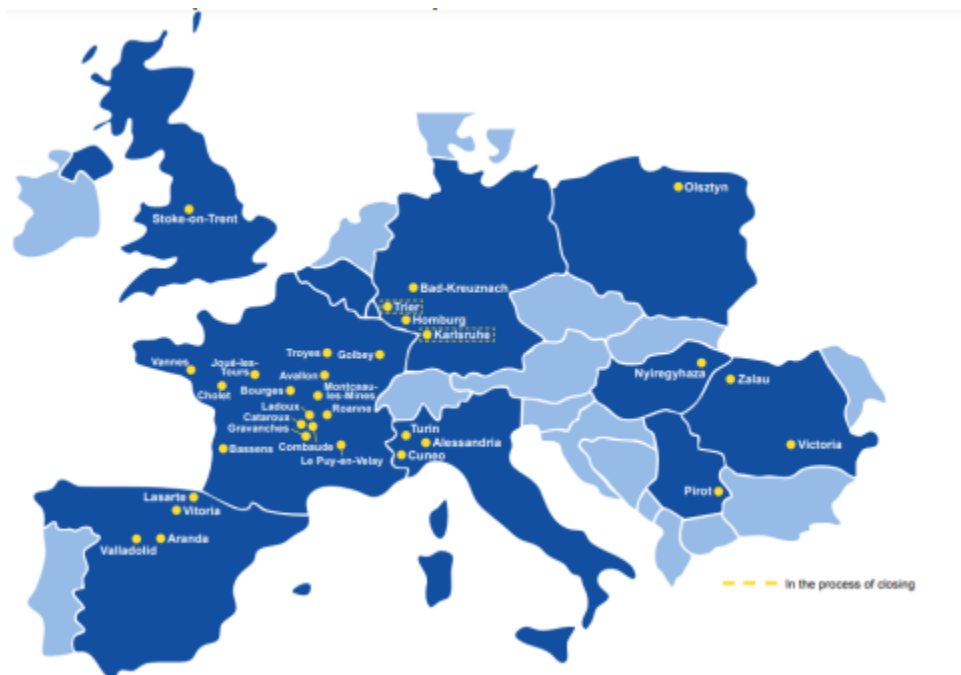 Olsztyn
Stoke-on-Trent
Bad-Kreuznach
Trier
Homburg
Karlsruhe
Troyes
Golbey
Vannes
Joué-les-
Tours
Avallon
Nyiregyhaza
Zalau
Cholet
Bourges
Montceau-
les-Mines
Ladoux
Roanne
Cataroux
Gravanches
Turin
Combaude
Alessandria
Bassens
Le Puy-en-Velay
Cuneo
Victoria
Pirot
Lasarte
Vitoria
Valladolid
Aranda
In the process of closing